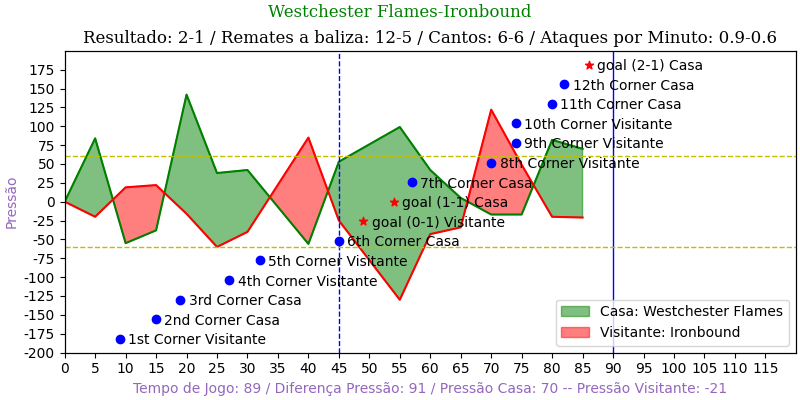 Westchester Flames-Ironbound
Resultado: 2-1 / Remates a baliza: 12-5 / Cantos: 6-6 / Ataques por Minuto: 0.9-0.6
Pressão
175
150
125
100
75
50
25
0
-25
-50
-75
-100
-125
-150
-175
-200
goal (2-1) Casa
12th Corner Casa
11th Corner Casa
10th Corner Visitante
9th Corner Visitante
8th Corner Visitante
7th Corner Casa
goal (1-1) Casa
goal (0-1) Visitante
6th Corner Casa
5th Corner Visitante
4th Corner Visitante
3rd Corner Casa
2nd Corner Casa
1st Corner Visitante
Casa: Westchester Flames
Visitante: Ironbound
0 5 10 15 20 25 30 35 40 45 50 55 60 65 70 75 80 85 90 95 100 105 110 115
Tempo de Jogo: 89 / Diferença Pressão: 91 / Pressão Casa: 70 -- Pressão Visitante: -21